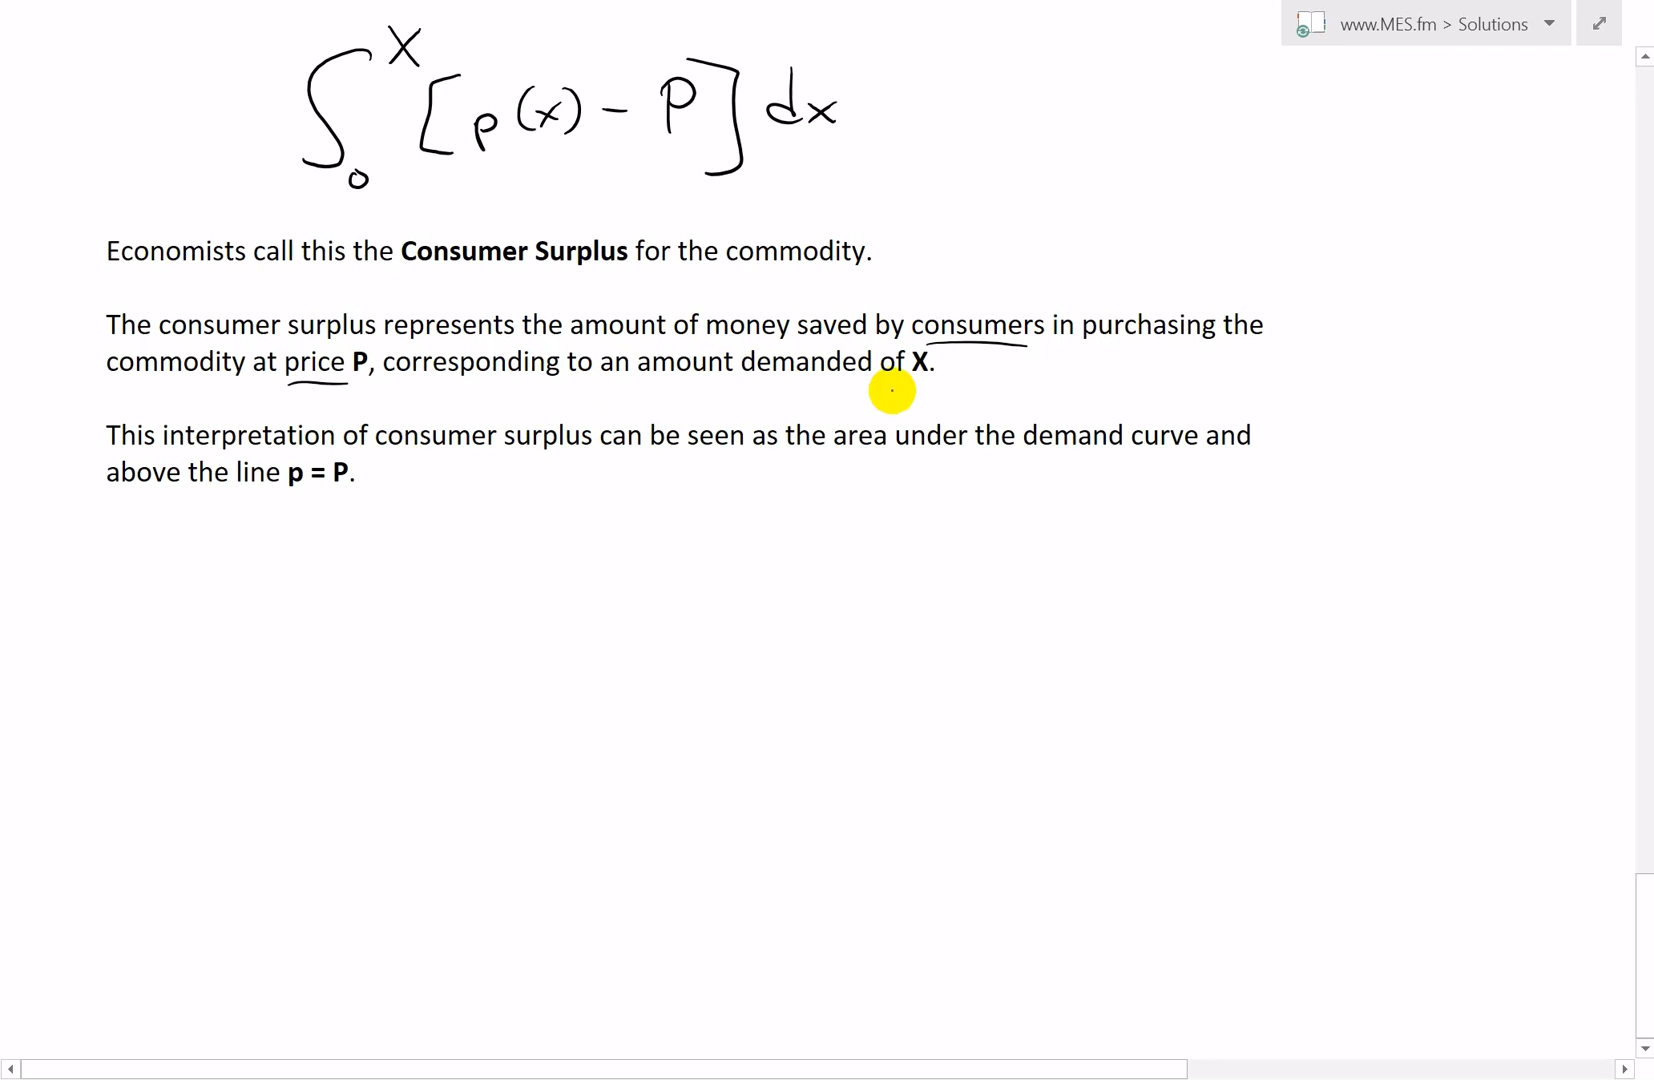 www.MES.fm > Solutions
∫₀ˣ [p(x) - P] dx
Economists call this the Consumer Surplus for the commodity.
The consumer surplus represents the amount of money saved by consumers in purchasing the
commodity at price P, corresponding to an amount demanded of X.
This interpretation of consumer surplus can be seen as the area under the demand curve and
above the line p = P.